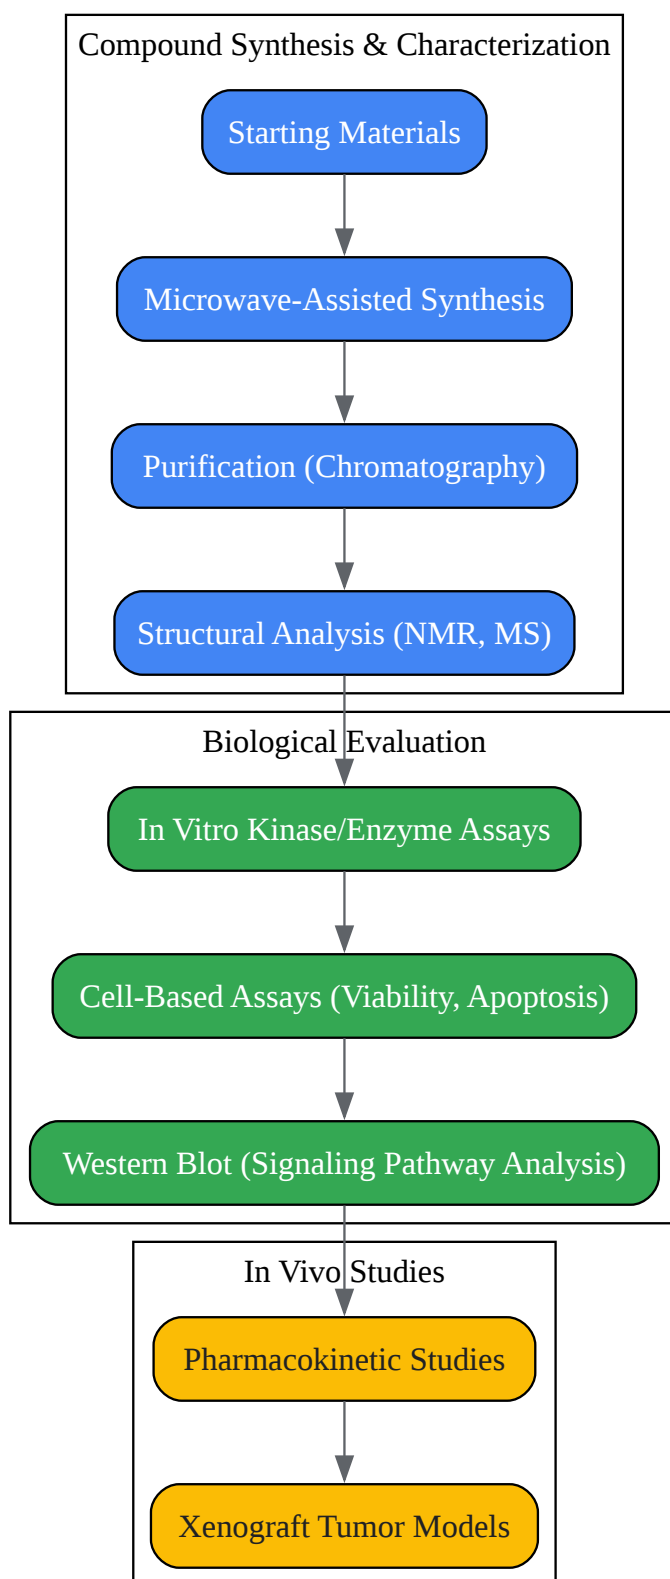 Compound Synthesis & Characterization
Starting Materials
Microwave-Assisted Synthesis
Purification (Chromatography)
Structural Analysis (NMR, MS)
Biological Evaluation
In Vitro Kinase/Enzyme Assays
Cell-Based Assays (Viability, Apoptosis)
Western Blot (Signaling Pathway Analysis)
In Vivo Studies
Pharmacokinetic Studies
Xenograft Tumor Models